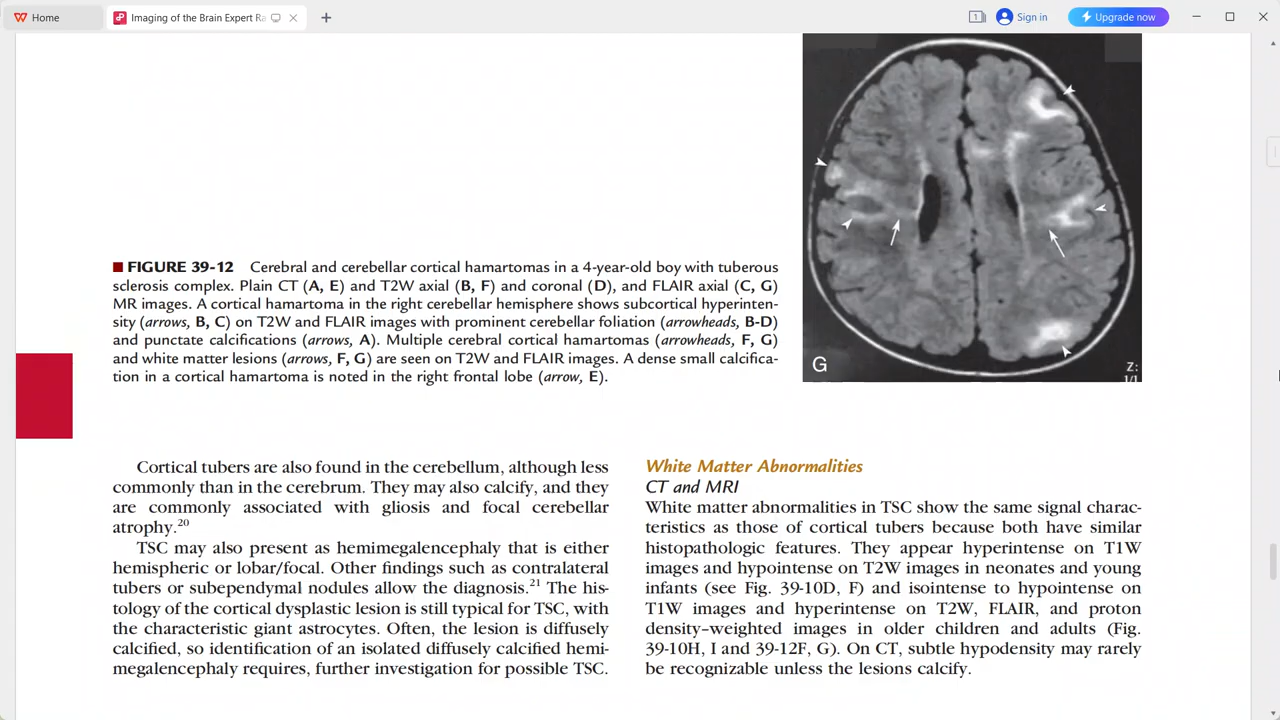 Home
Imaging of the Brain Expert Ra
1
Sign in
Upgrade now
G
Z:
1/1
■ FIGURE 39-12 Cerebral and cerebellar cortical hamartomas in a 4-year-old boy with tuberous
sclerosis complex. Plain CT (A, E) and T2W axial (B, F) and coronal (D), and FLAIR axial (C, G)
MR images. A cortical hamartoma in the right cerebellar hemisphere shows subcortical hyperinten-
sity (arrows, B, C) on T2W and FLAIR images with prominent cerebellar foliation (arrowheads, B-D)
and punctate calcifications (arrows, A). Multiple cerebral cortical hamartomas (arrowheads, F, G)
and white matter lesions (arrows, F, G) are seen on T2W and FLAIR images. A dense small calcifica-
tion in a cortical hamartoma is noted in the right frontal lobe (arrow, E).
Cortical tubers are also found in the cerebellum, although less
commonly than in the cerebrum. They may also calcify, and they
are commonly associated with gliosis and focal cerebellar
atrophy.20
TSC may also present as hemimegalencephaly that is either
hemispheric or lobar/focal. Other findings such as contralateral
tubers or subependymal nodules allow the diagnosis.21 The his-
tology of the cortical dysplastic lesion is still typical for TSC, with
the characteristic giant astrocytes. Often, the lesion is diffusely
calcified, so identification of an isolated diffusely calcified hemi-
megalencephaly requires, further investigation for possible TSC.
White Matter Abnormalities
CT and MRI
White matter abnormalities in TSC show the same signal charac-
teristics as those of cortical tubers because both have similar
histopathologic features. They appear hyperintense on T1W
images and hypointense on T2W images in neonates and young
infants (see Fig. 39-10D, F) and isointense to hypointense on
T1W images and hyperintense on T2W, FLAIR, and proton
density–weighted images in older children and adults (Fig.
39-10H, I and 39-12F, G). On CT, subtle hypodensity may rarely
be recognizable unless the lesions calcify.